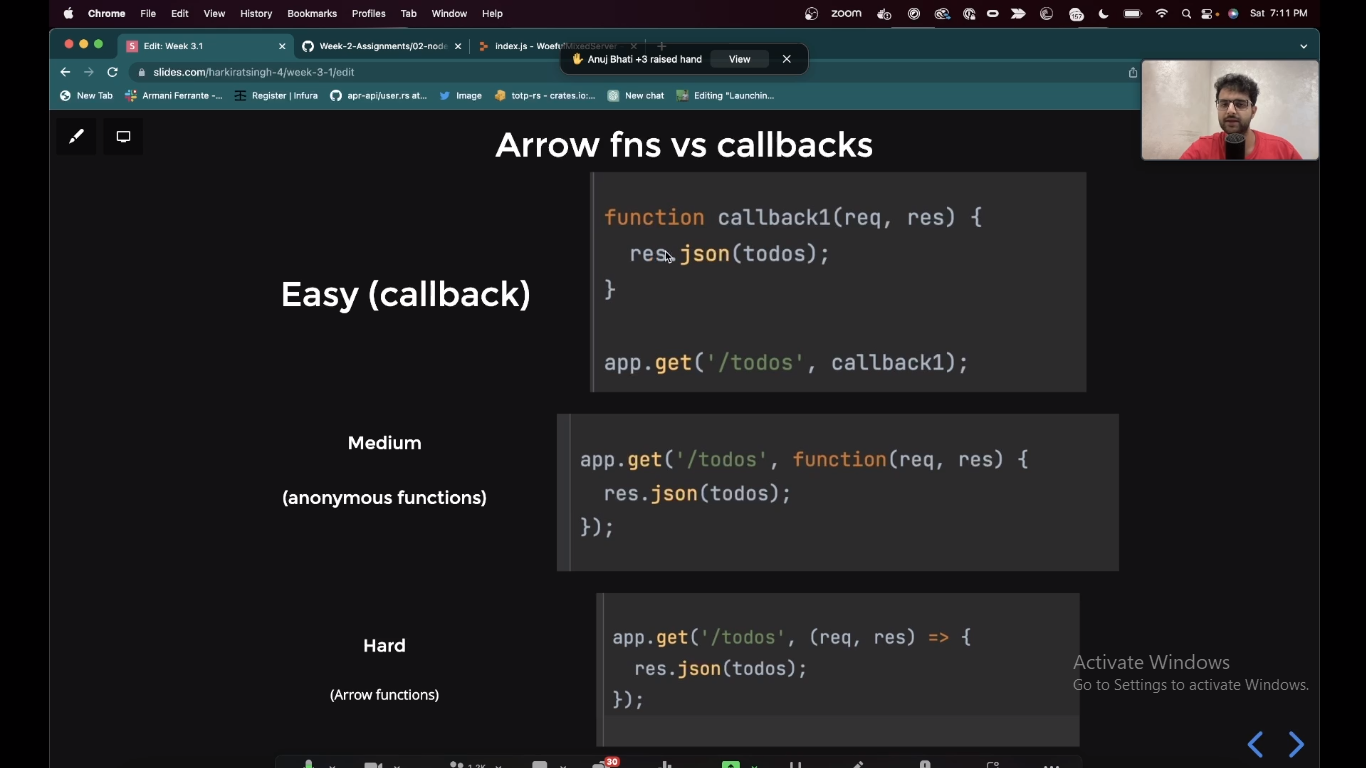 Chrome File Edit View History Bookmarks Profiles Tab Window Help
zoom
157
Sat 7:11 PM
S Edit: Week 3.1
Week-2-Assignments/02-node
index.js - WoefulMixedServer -
Anuj Bhati +3 raised hand View
slides.com/harkiratsingh-4/week-3-1/edit
New Tab Armani Ferrante -... Register | Infura apr-api/user.rs at... Image totp-rs - crates.io:... New chat Editing "Launchin...
Arrow fns vs callbacks
function callback1(req, res) {
res.json(todos);
}
Easy (callback)
app.get('/todos', callback1);
Medium
(anonymous functions)
app.get('/todos', function(req, res) {
res.json(todos);
});
Hard
(Arrow functions)
app.get('/todos', (req, res) => {
res.json(todos);
});
Activate Windows
Go to Settings to activate Windows.
30